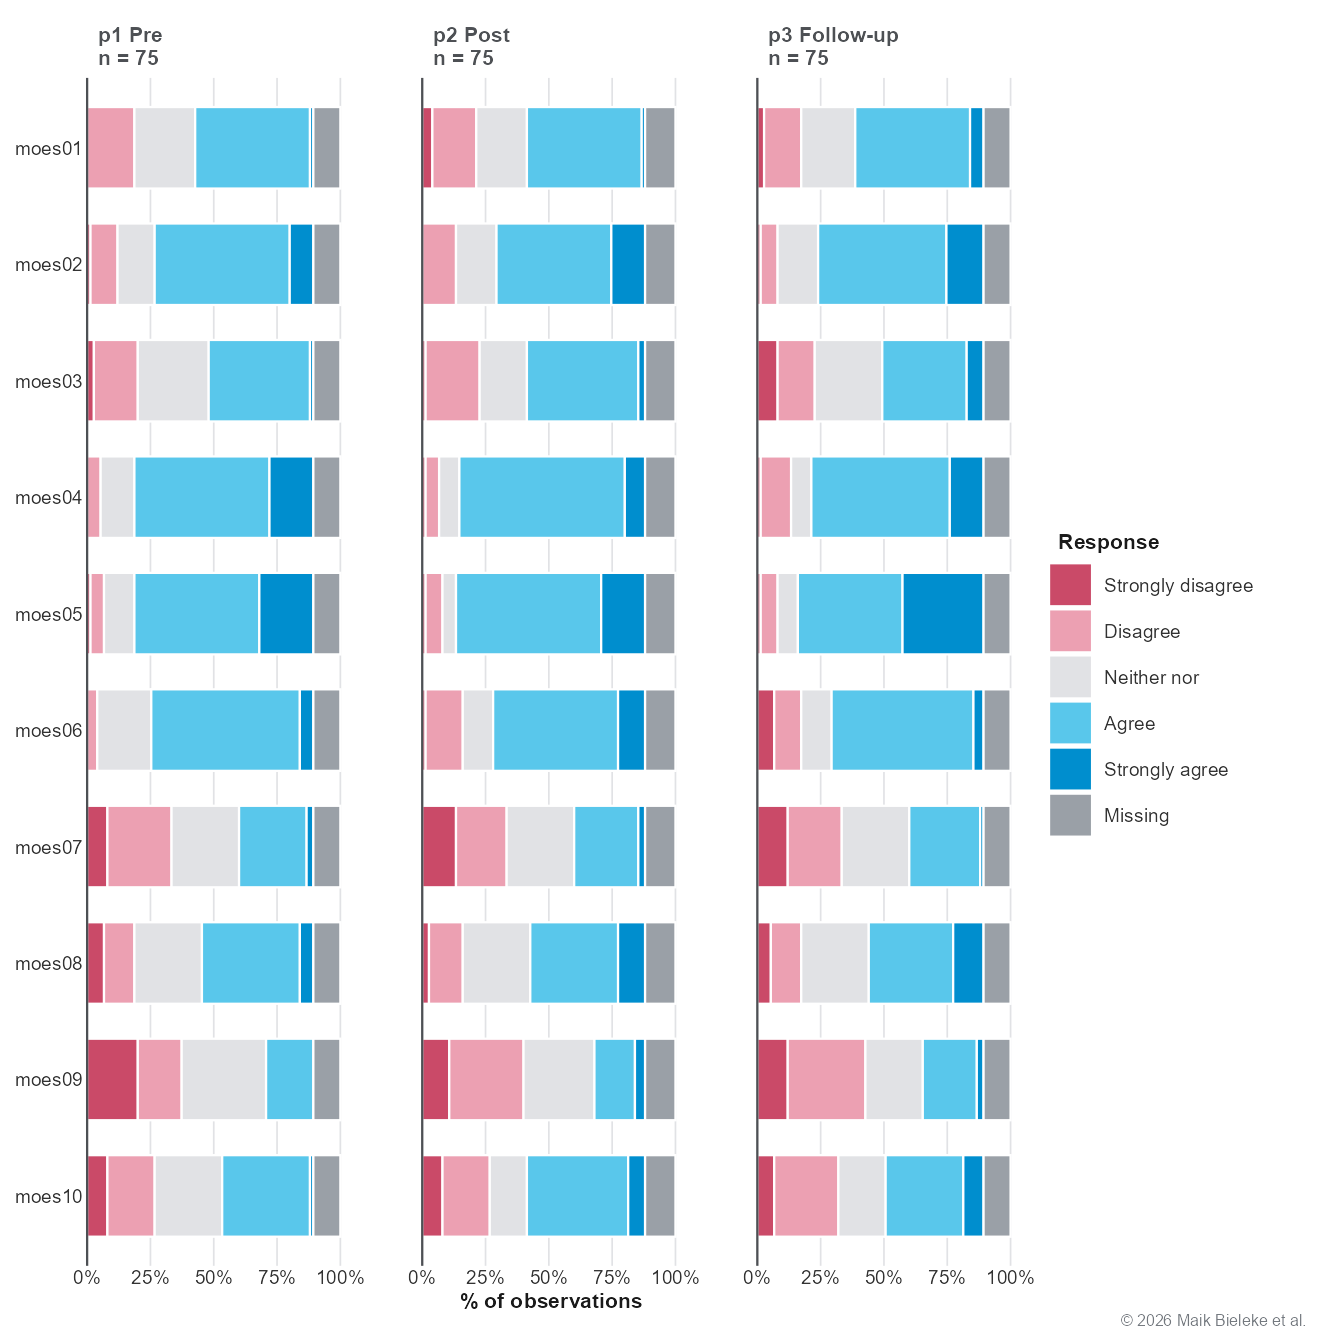 p1 Pre
n = 75
p2 Post
n = 75
p3 Follow-up
n = 75
moes01
moes02
moes03
moes04
moes05
moes06
moes07
moes08
moes09
moes10
0% 25% 50% 75% 100%
0% 25% 50% 75% 100%
0% 25% 50% 75% 100%
% of observations
Response
Strongly disagree
Disagree
Neither nor
Agree
Strongly agree
Missing
© 2026 Maik Bieleke et al.